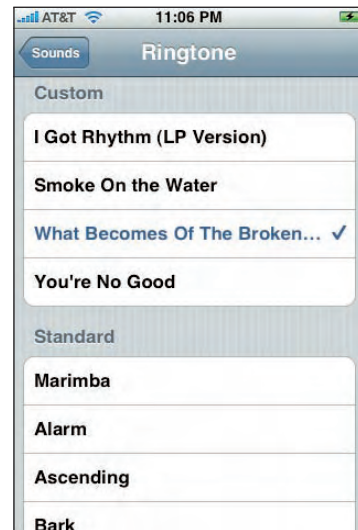 AT&T 11:06 PM
Sounds Ringtone
Custom
I Got Rhythm (LP Version)
Smoke On the Water
What Becomes Of The Broken... ✓
You're No Good
Standard
Marimba
Alarm
Ascending
Bark